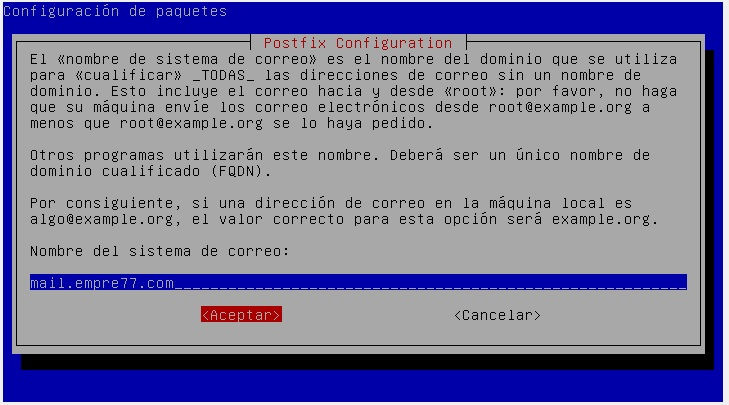 Configuración de paquetes
Postfix Configuration
El «nombre de sistema de correo» es el nombre del dominio que se utiliza
para «cualificar» _TODAS_ las direcciones de correo sin un nombre de
dominio. Esto incluye el correo hacia y desde «root»: por favor, no haga
que su máquina envíe los correo electrónicos desde root@example.org a
menos que root@example.org se lo haya pedido.
Otros programas utilizarán este nombre. Deberá ser un único nombre de
dominio cualificado (FQDN).
Por consiguiente, si una dirección de correo en la máquina local es
algo@example.org, el valor correcto para esta opción será example.org.
Nombre del sistema de correo:
mail.empre77.com
<Aceptar> <Cancelar>